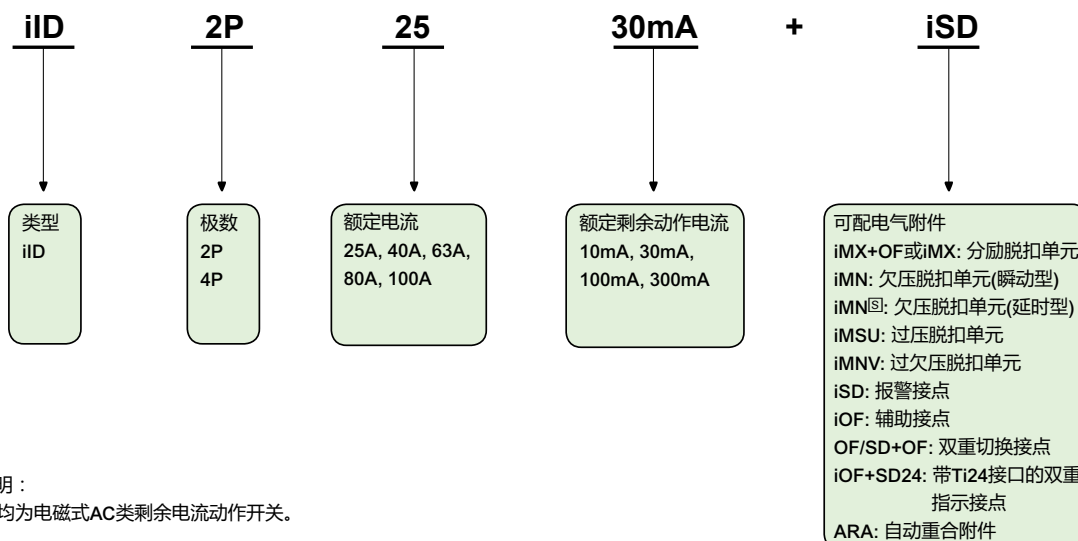 iID 2P 25 30mA + iSD
类型
iID
极数
2P
4P
额定电流
25A, 40A, 63A,
80A, 100A
额定剩余动作电流
10mA, 30mA,
100mA, 300mA
可配电气附件
iMX+OF或iMX: 分励脱扣单元
iMN: 欠压脱扣单元(瞬动型)
iMN🅂: 欠压脱扣单元(延时型)
iMSU: 过压脱扣单元
iMNV: 过欠压脱扣单元
iSD: 报警接点
iOF: 辅助接点
OF/SD+OF: 双重切换接点
iOF+SD24: 带Ti24接口的双重
指示接点
ARA: 自动重合附件
明：
均为电磁式AC类剩余电流动作开关。